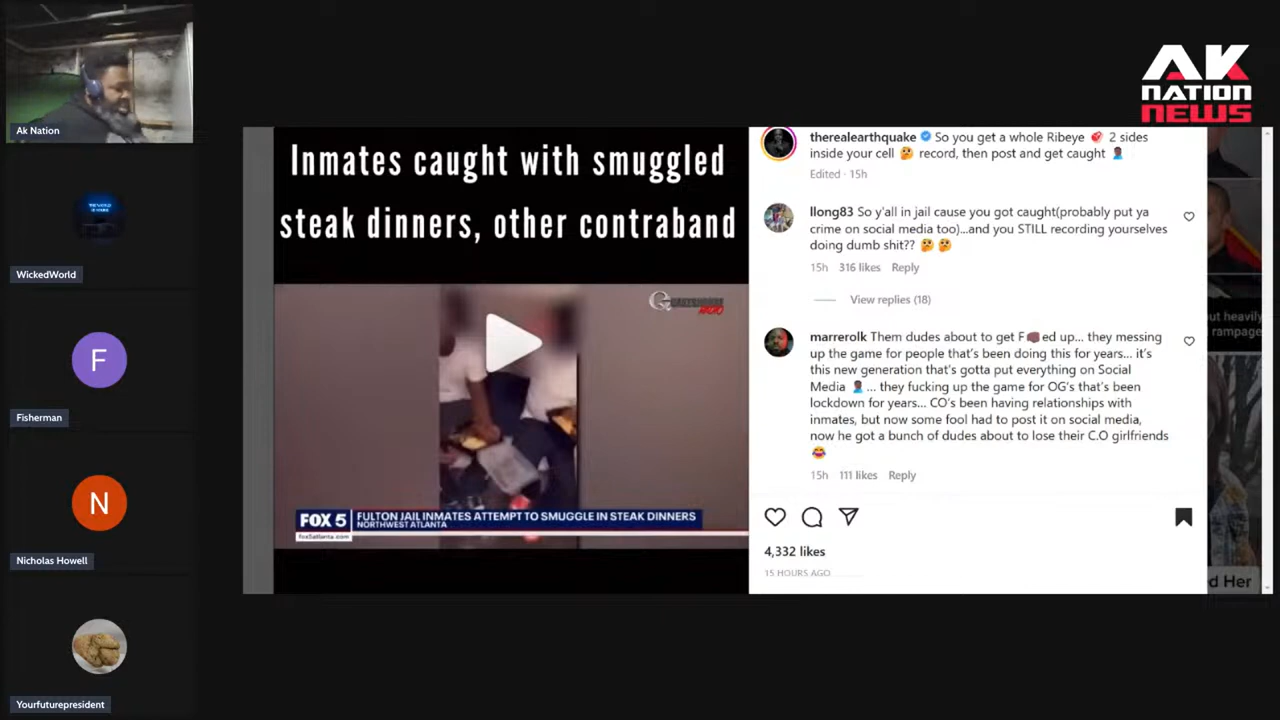 Ak Nation
WickedWorld
F
Fisherman
N
Nicholas Howell
Yourfuturepresident
AK
NATION
NEWS
Inmates caught with smuggled
steak dinners, other contraband
RADIO
FOX 5
FULTON JAIL INMATES ATTEMPT TO SMUGGLE IN STEAK DINNERS
NORTHWEST ATLANTA
fox5atlanta.com
therealearthquake So you get a whole Ribeye 🥩 2 sides
inside your cell 🤔 record, then post and get caught 🤦🏿‍♂️
Edited · 15h
llong83 So y'all in jail cause you got caught(probably put ya
crime on social media too)...and you STILL recording yourselves
doing dumb shit?? 🤔 🤔
15h 316 likes Reply
View replies (18)
marrerolk Them dudes about to get F👊🏿ed up... they messing
up the game for people that's been doing this for years... it's
this new generation that's gotta put everything on Social
Media 🤦🏿‍♂️... they fucking up the game for OG's that's been
lockdown for years... CO's been having relationships with
inmates, but now some fool had to post it on social media,
now he got a bunch of dudes about to lose their C.O girlfriends
😂
15h 111 likes Reply
4,332 likes
15 HOURS AGO
but heavily
rampage
d Her